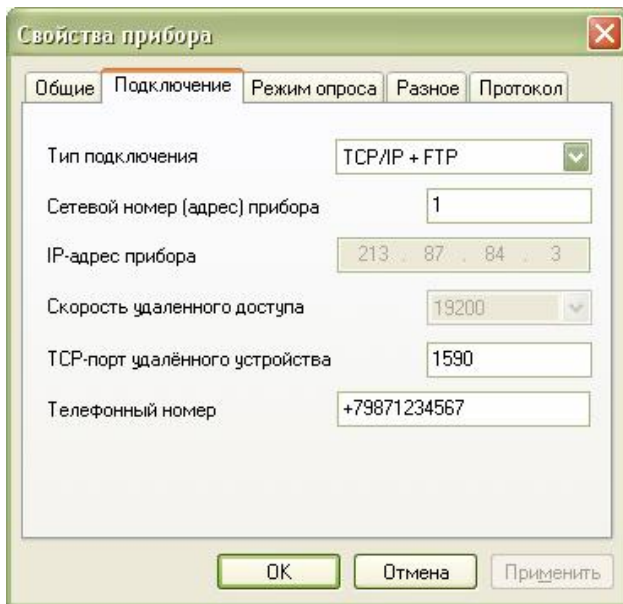 Свойства прибора
Общие Подключение Режим опроса Разное Протокол
Тип подключения TCP/IP + FTP
Сетевой номер (адрес) прибора 1
IP-адрес прибора 213 . 87 . 84 . 3
Скорость удаленного доступа 19200
TCP-порт удалённого устройства 1590
Телефонный номер +79871234567
OK Отмена Применить